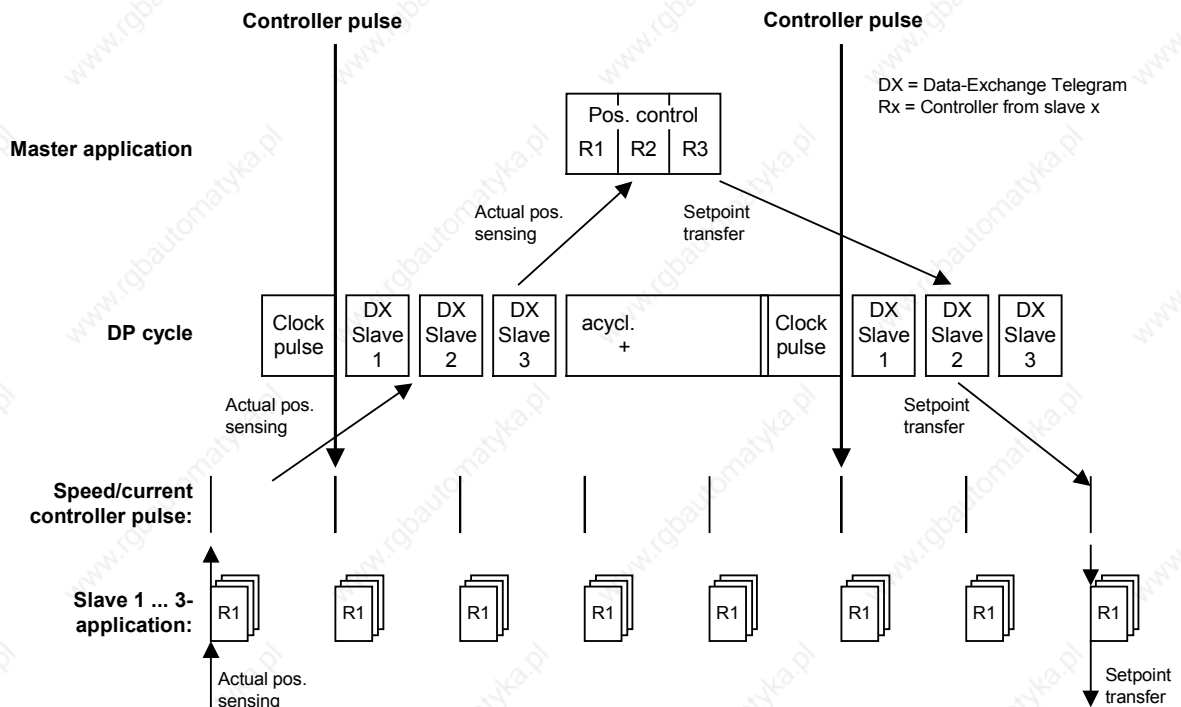 Controller pulse
Controller pulse
DX = Data-Exchange Telegram
Rx = Controller from slave x
Master application
Pos. control
R1 R2 R3
Actual pos.
sensing
Setpoint
transfer
DP cycle
Clock
pulse
DX
Slave
1
DX
Slave
2
DX
Slave
3
acycl.
+
Clock
pulse
DX
Slave
1
DX
Slave
2
DX
Slave
3
Actual pos.
sensing
Setpoint
transfer
Speed/current
controller pulse:
Slave 1 ... 3-
application:
R1 R1 R1 R1 R1 R1 R1 R1
Actual pos.
sensing
Setpoint
transfer
www.rgbautomatyka.pl